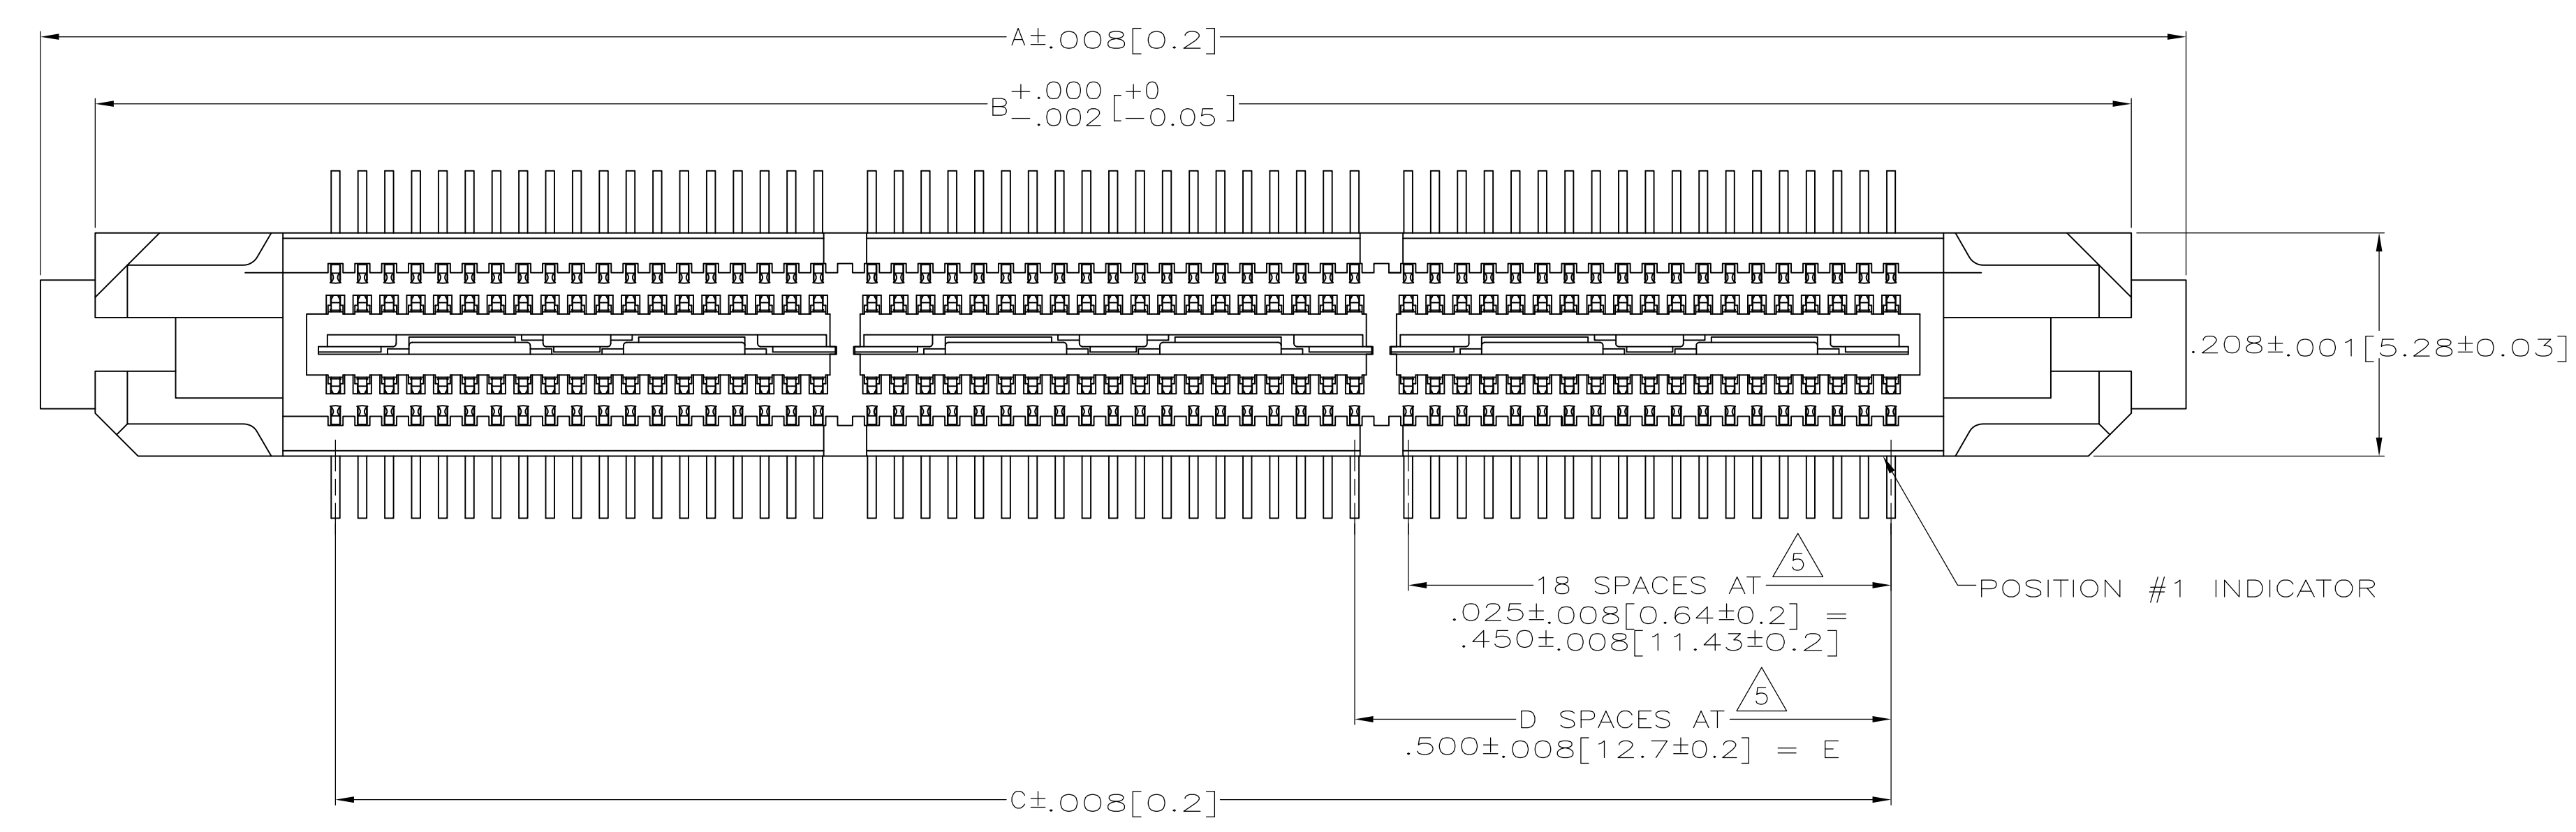 A±.008[0.2]
B +.000 -.002 [ +0 -0.05 ]
.208±.001[5.28±0.03]
5
18 SPACES AT
.025±.008[0.64±0.2] =
.450±.008[11.43±0.2]
POSITION #1 INDICATOR
5
D SPACES AT
.500±.008[12.7±0.2] = E
C±.008[0.2]